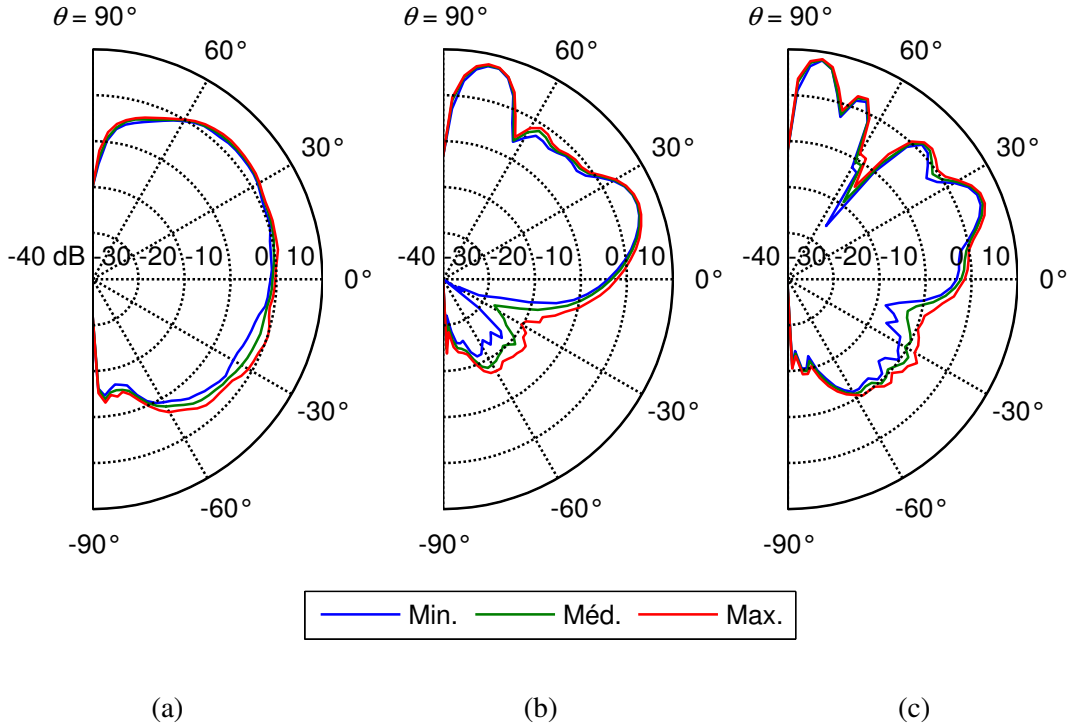 θ = 90° θ = 90° θ = 90°
60° 60° 60°
30° 30° 30°
-40 dB -30 -20 -10 0 10 -40 -30 -20 -10 0 10 -40 -30 -20 -10 0 10
0° 0° 0°
-30° -30° -30°
-60° -60° -60°
-90° -90° -90°
Min. Méd. Max.
(a) (b) (c)